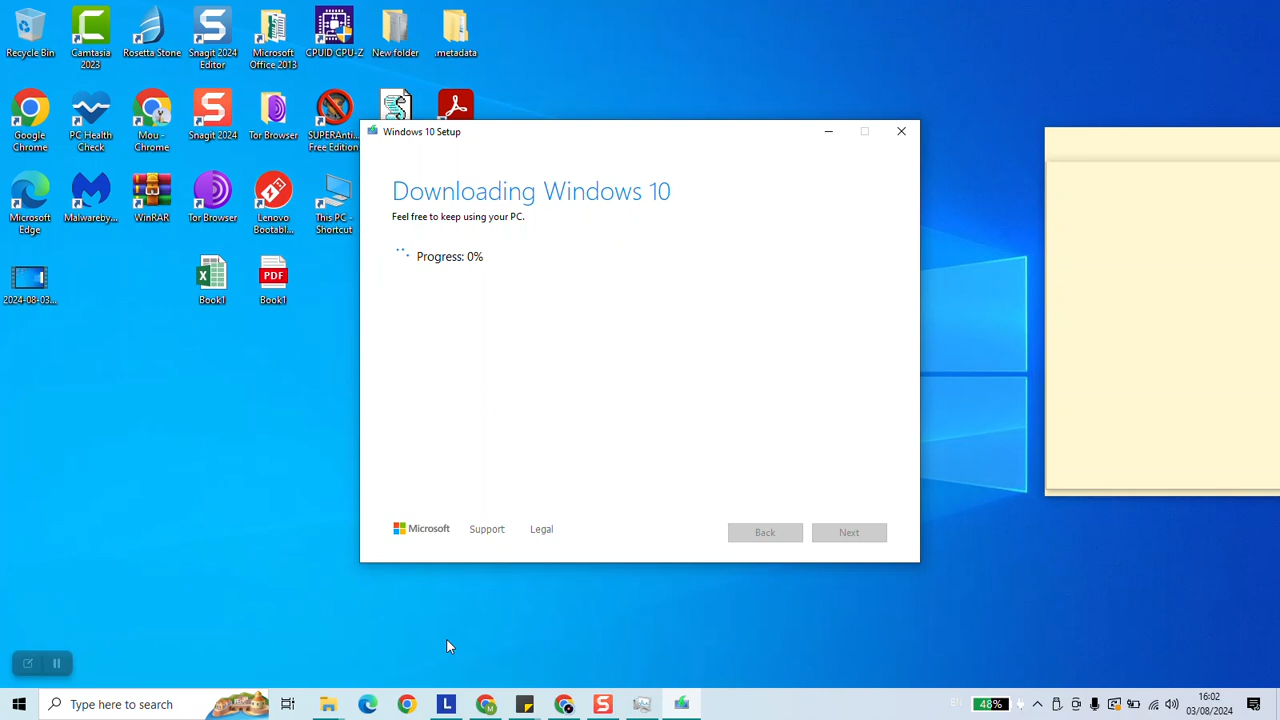 Recycle Bin
Camtasia 2023
Rosetta Stone
Snagit 2024 Editor
Microsoft Office 2013
CPUID CPU-Z
New folder
.metadata
Google Chrome
PC Health Check
Mou - Chrome
Snagit 2024
Tor Browser
SUPERAnti... Free Edition
Microsoft Edge
Malwareby...
WinRAR
Tor Browser
Lenovo Bootabl...
This PC - Shortcut
2024-08-03...
Book1
PDF
Book1
Windows 10 Setup
Downloading Windows 10
Feel free to keep using your PC.
Progress: 0%
Microsoft
Support
Legal
Back
Next
Type here to search
L
M
EN
48%
16:02
03/08/2024